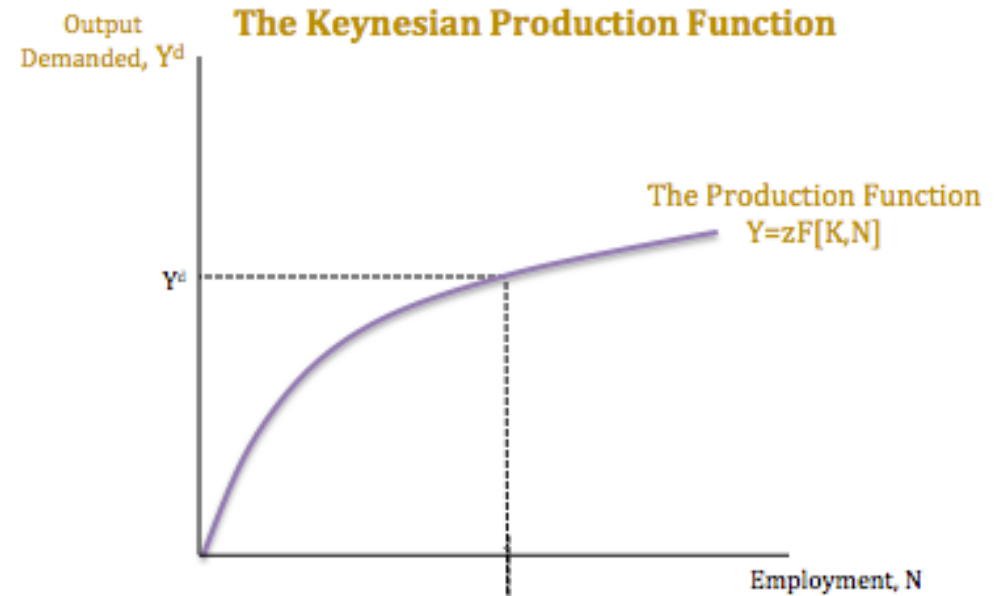 The Keynesian Production Function
Output
Demanded, Yᵈ
The Production Function
Y=zF[K,N]
Yᵈ
Employment, N